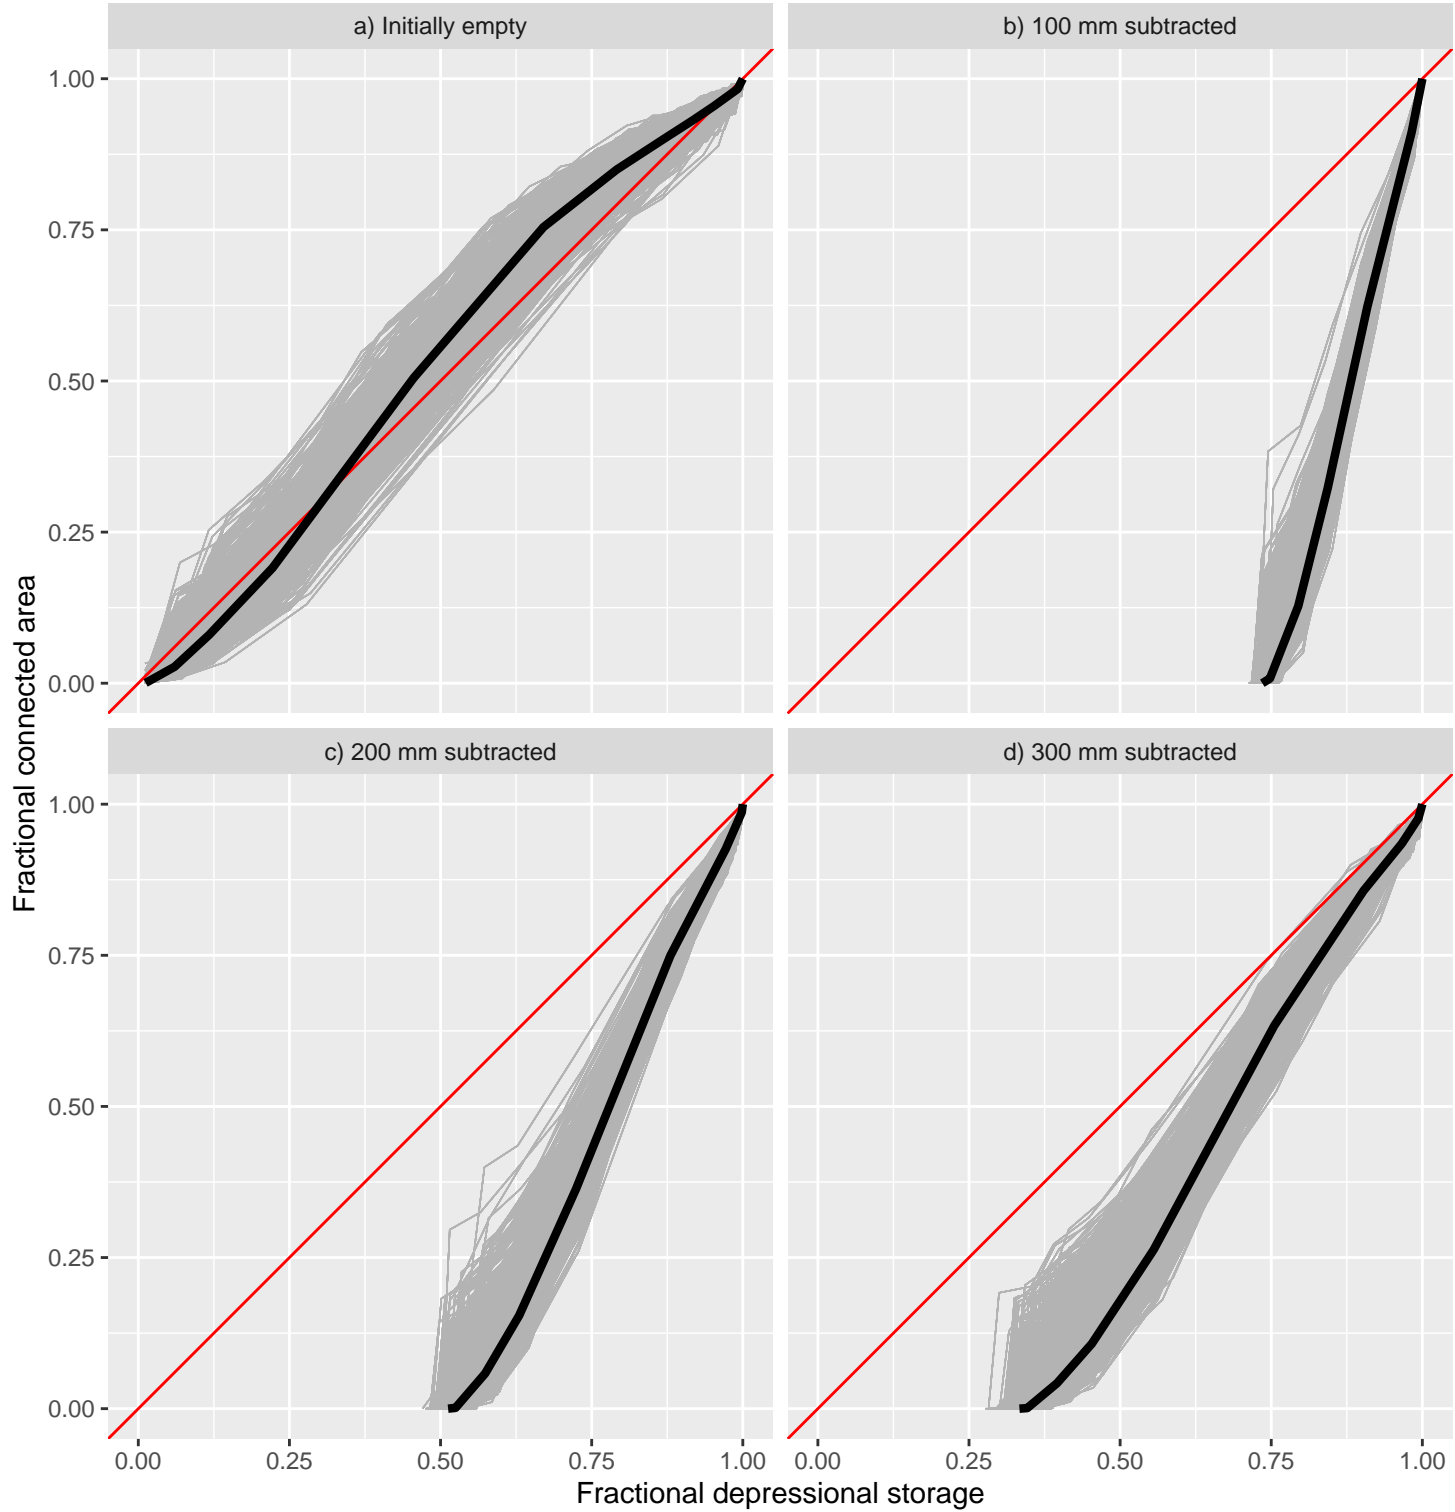 a) Initially empty
b) 100 mm subtracted
1.00
0.75
0.50
0.25
0.00
c) 200 mm subtracted
d) 300 mm subtracted
1.00
0.75
0.50
0.25
0.00
0.00 0.25 0.50 0.75 1.00
0.00 0.25 0.50 0.75 1.00
Fractional depressional storage
Fractional connected area